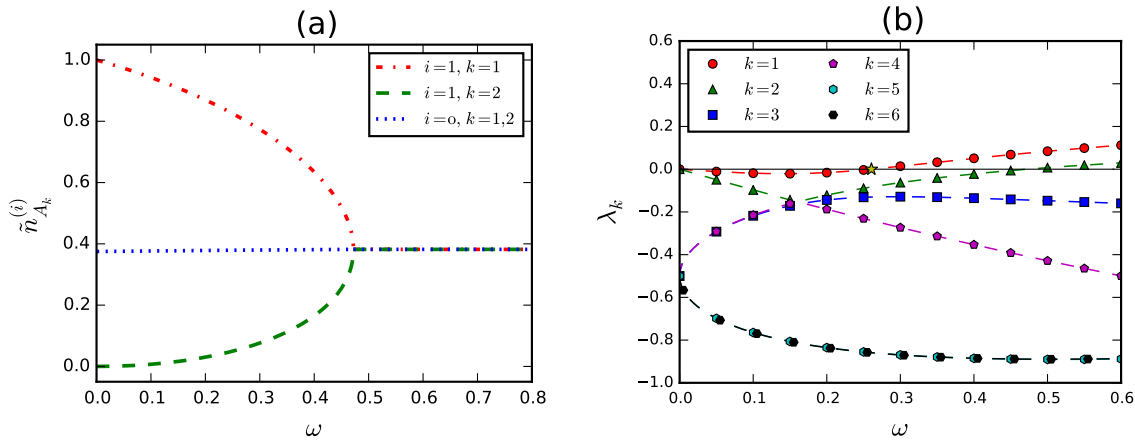 (a)
1.0
0.8
0.6
0.4
0.2
0.0
ñ_{A_k}^{(i)}
i=1, k=1
i=1, k=2
i=o, k=1,2
0.0 0.1 0.2 0.3 0.4 0.5 0.6 0.7 0.8
ω
(b)
0.6
0.4
0.2
0.0
−0.2
−0.4
−0.6
−0.8
−1.0
λ_k
k=1 k=4
k=2 k=5
k=3 k=6
0.0 0.1 0.2 0.3 0.4 0.5 0.6
ω